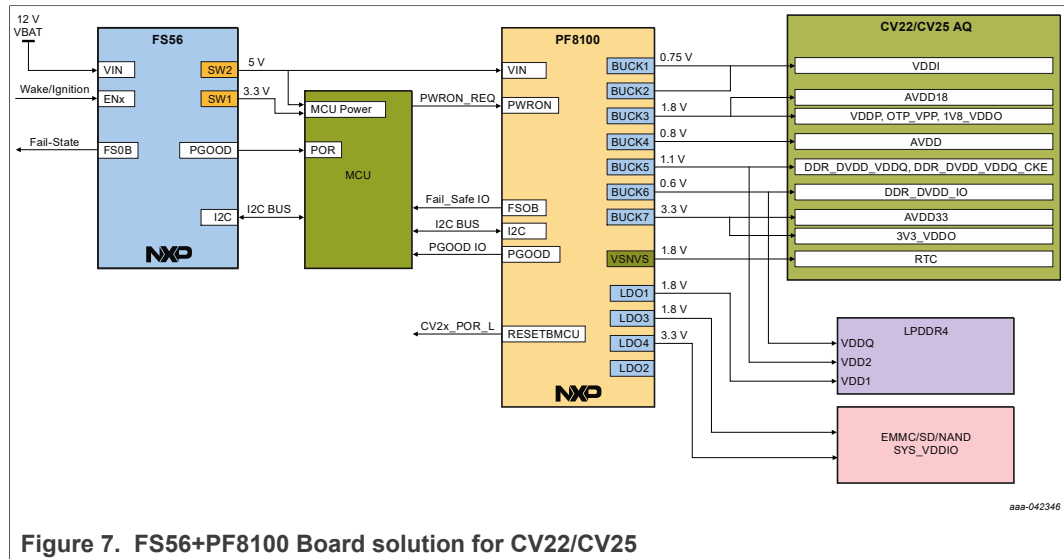 12 V
VBAT
FS56
VIN
SW2
5 V
Wake/Ignition
ENx
SW1
3.3 V
Fail-State
FS0B
PGOOD
I2C
I2C BUS
NXP
MCU Power
POR
MCU
PWRON_REQ
Fail_Safe IO
I2C BUS
PGOOD IO
CV2x_POR_L
PF8100
VIN
PWRON
FSOB
I2C
PGOOD
RESETBMCU
BUCK1
0.75 V
BUCK2
BUCK3
1.8 V
BUCK4
0.8 V
BUCK5
1.1 V
BUCK6
0.6 V
BUCK7
3.3 V
VSNVS
1.8 V
LDO1
1.8 V
LDO3
1.8 V
LDO4
3.3 V
LDO2
NXP
CV22/CV25 AQ
VDDI
AVDD18
VDDP, OTP_VPP, 1V8_VDDO
AVDD
DDR_DVDD_VDDQ, DDR_DVDD_VDDQ_CKE
DDR_DVDD_IO
AVDD33
3V3_VDDO
RTC
LPDDR4
VDDQ
VDD2
VDD1
EMMC/SD/NAND
SYS_VDDIO
aaa-042346
Figure 7. FS56+PF8100 Board solution for CV22/CV25